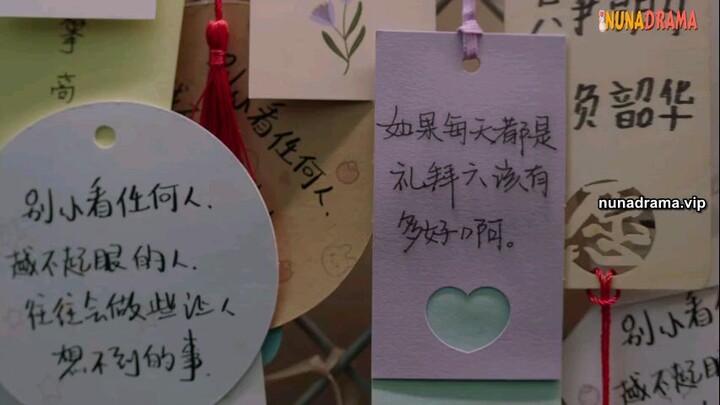 NUNADRAMA
nunadrama.vip
别小看任何人.
越不起眼的人.
往往会做些让人
想不到的事.
小看任何人.
如果每天都是
礼拜六该有
多好啊。
负韶华
别小看
越不起眼